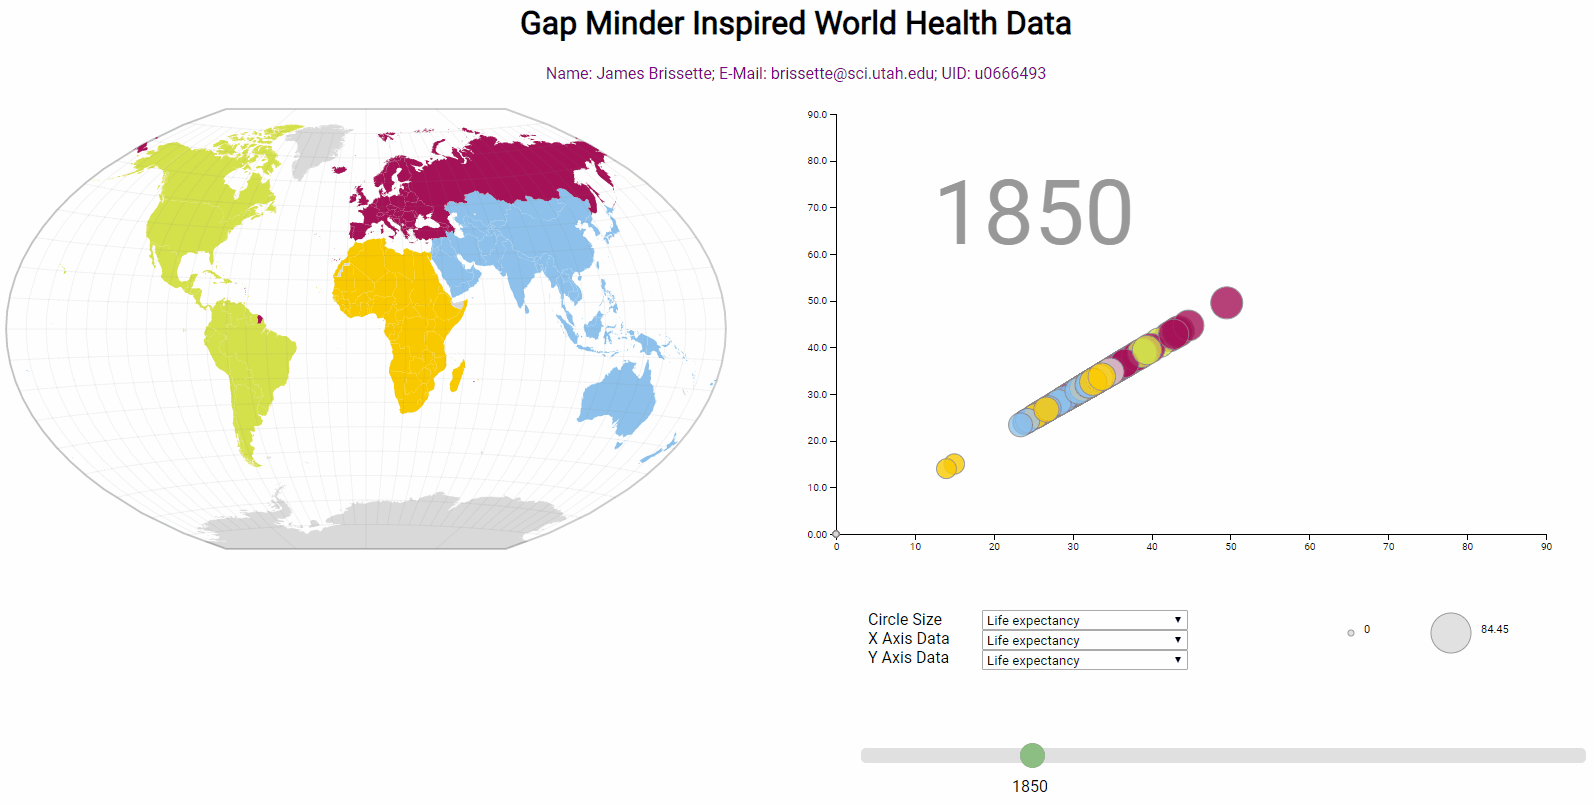 Gap Minder Inspired World Health Data
Name: James Brissette; E-Mail: brissette@sci.utah.edu; UID: u0666493
90.0
80.0
70.0
60.0
50.0
40.0
30.0
20.0
10.0
0.00
1850
0 10 20 30 40 50 60 70 80 90
Circle Size Life expectancy
X Axis Data Life expectancy
Y Axis Data Life expectancy
0 84.45
1850